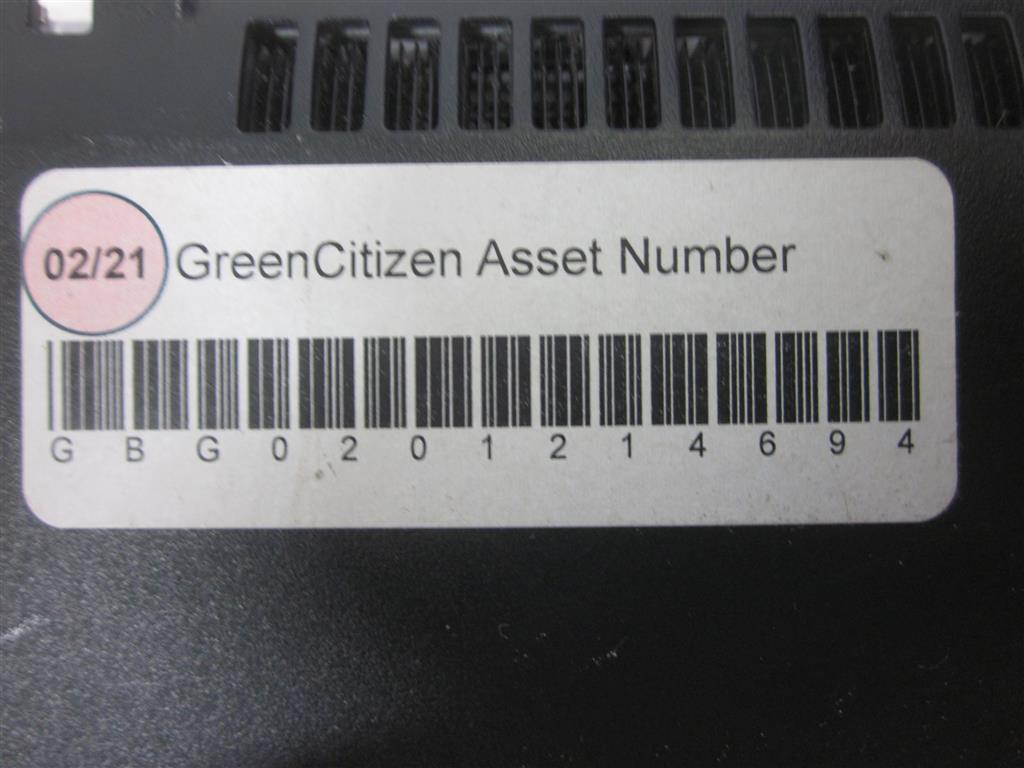 02/21 GreenCitizen Asset Number
G B G 0 2 0 1 2 1 4 6 9 4